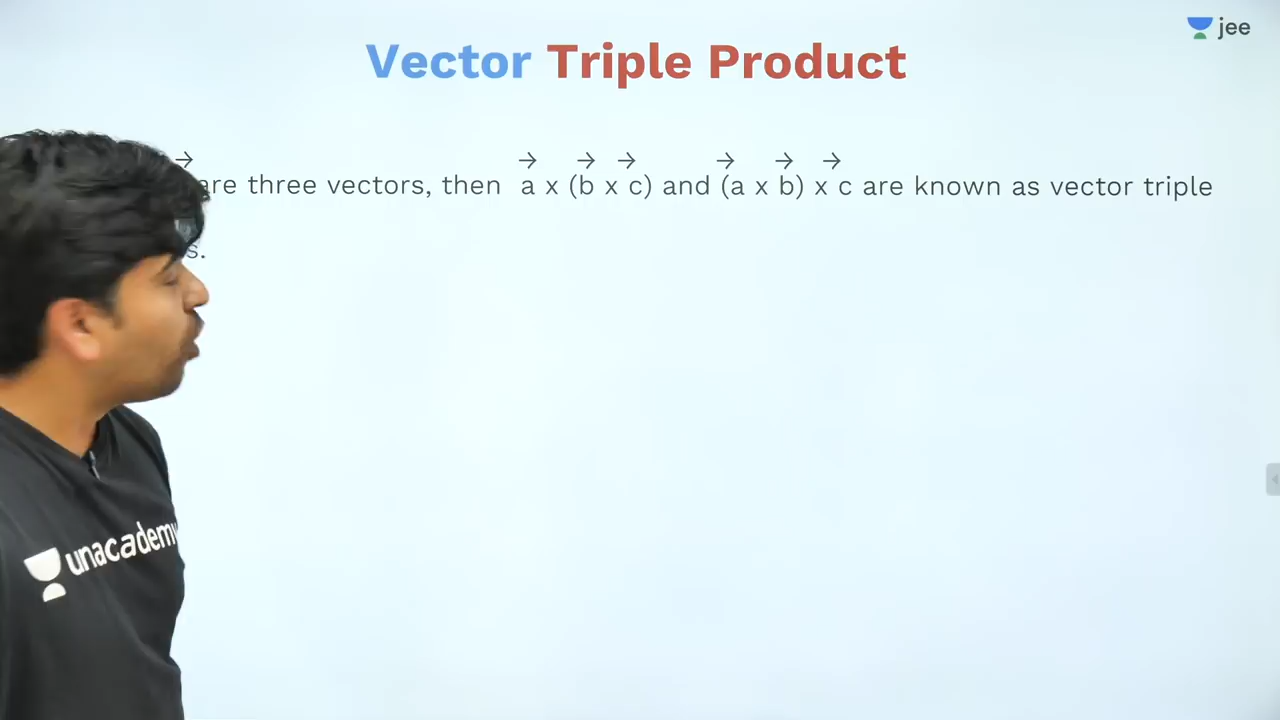 jee
Vector Triple Product
are three vectors, then a⃗ x (b⃗ x c⃗) and (a⃗ x b⃗) x c⃗ are known as vector triple
s.
unacademy